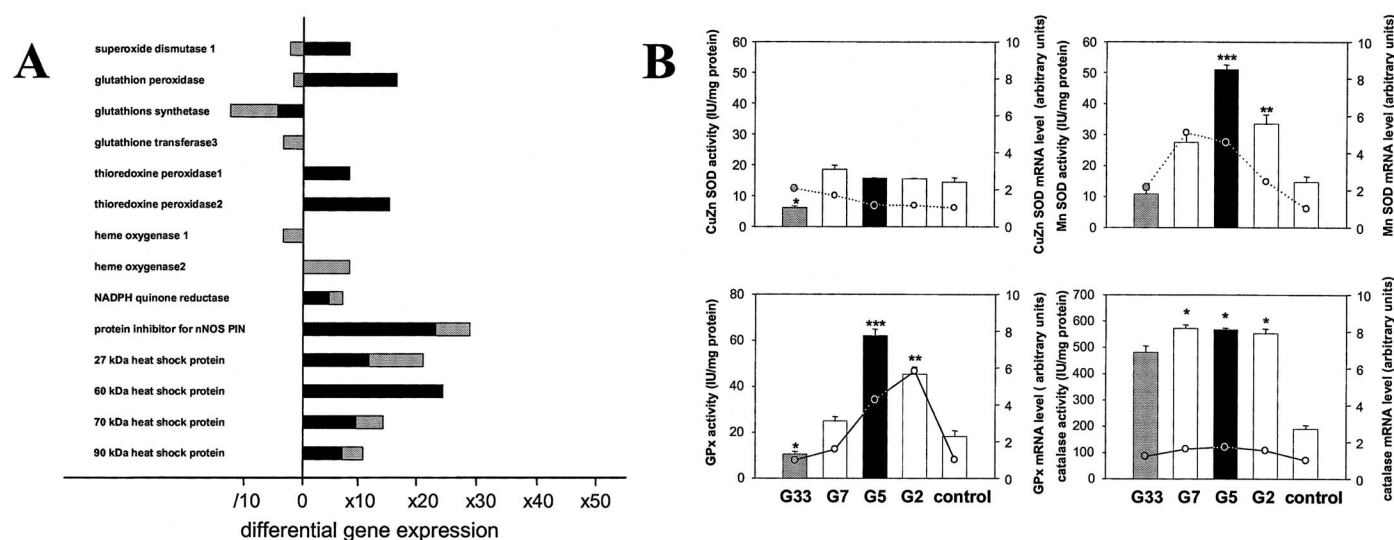 A
superoxide dismutase 1
glutathion peroxidase
glutathions synthetase
glutathione transferase3
thioredoxine peroxidase1
thioredoxine peroxidase2
heme oxygenase 1
heme oxygenase2
NADPH quinone reductase
protein inhibitor for nNOS PIN
27 kDa heat shock protein
60 kDa heat shock protein
70 kDa heat shock protein
90 kDa heat shock protein
/10 0 x10 x20 x30 x40 x50
differential gene expression
B
CuZn SOD activity (IU/mg protein)
60
50
40
30
20
10
0
*
10
8
6
4
2
0
CuZn SOD mRNA level (arbitrary units)
Mn SOD activity (IU/mg protein)
60
50
40
30
20
10
0
***
**
10
8
6
4
2
0
Mn SOD mRNA level (arbitrary units)
GPx activity (IU/mg protein)
80
60
40
20
0
*
***
**
10
8
6
4
2
0
GPx mRNA level ( arbitrary units)
G33 G7 G5 G2 control
catalase activity (IU/mg protein)
700
600
500
400
300
200
100
0
* * *
10
8
6
4
2
0
catalase mRNA level (arbitrary units)
G33 G7 G5 G2 control